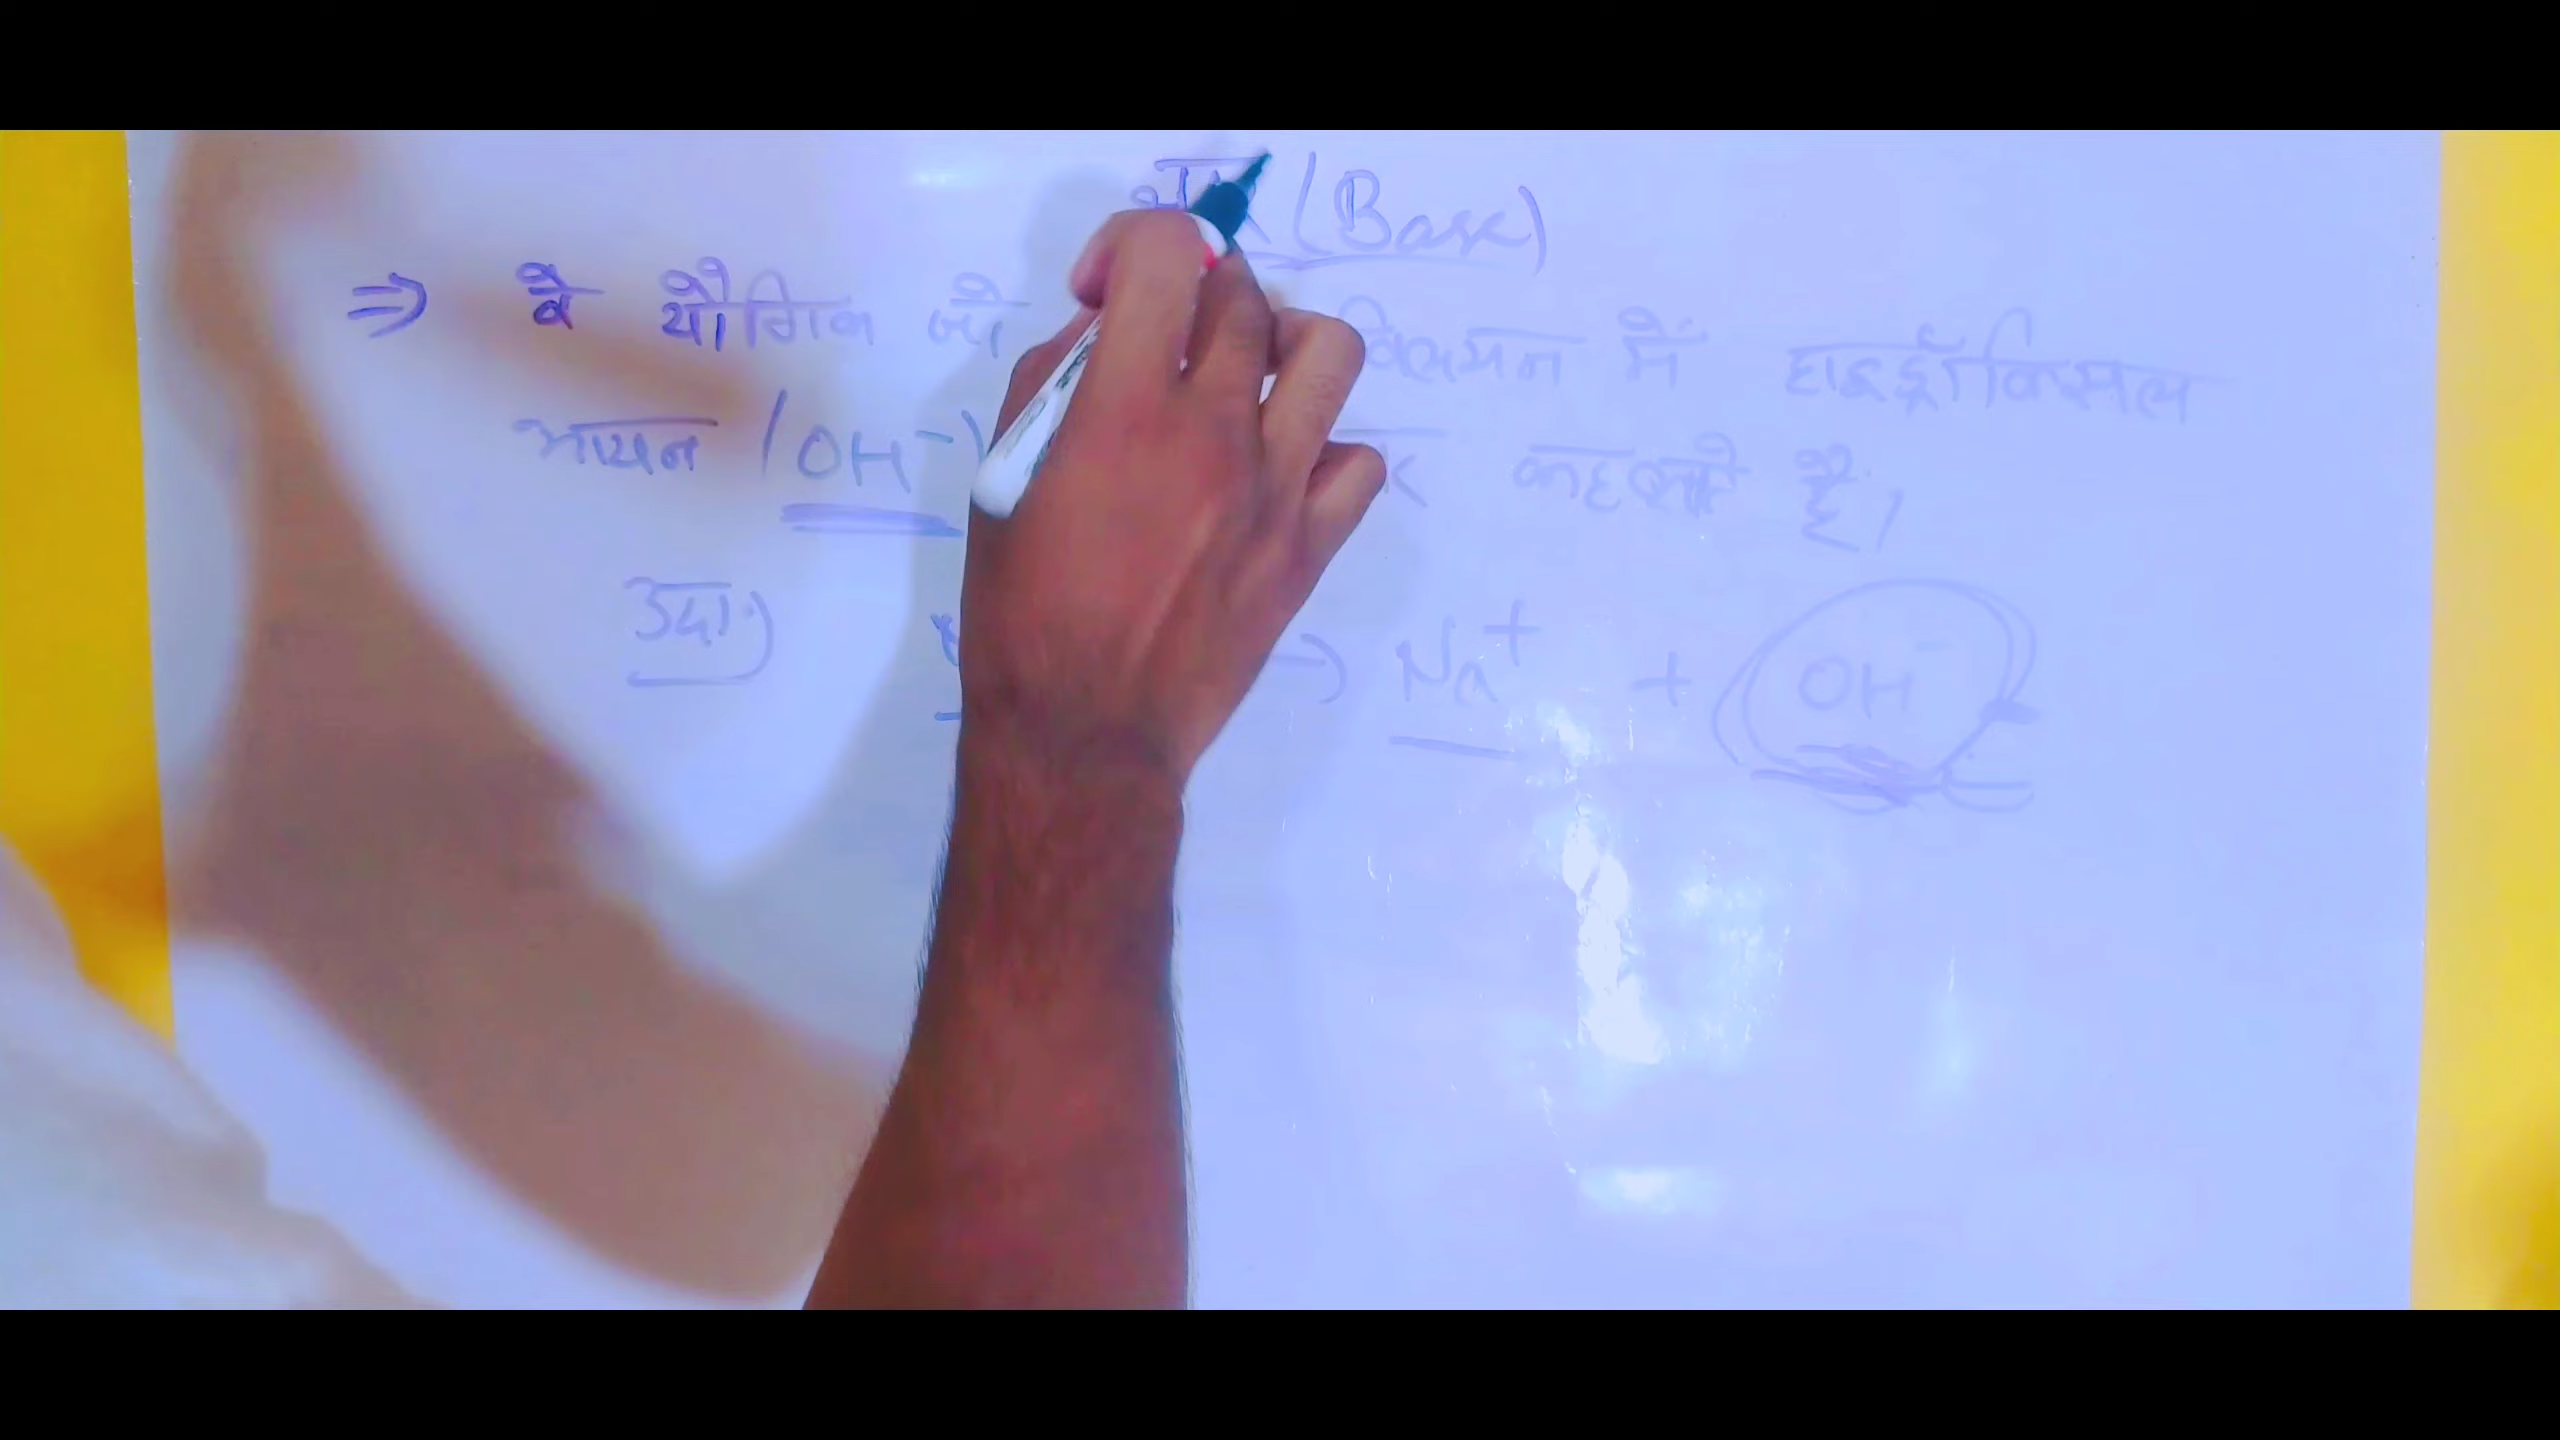 (Base)
⇒ वे यौगिक जो विलयन में हाइड्रॉक्सिल
आयन (OH⁻) कहलाते है।
उदा) → Na⁺ + OH⁻